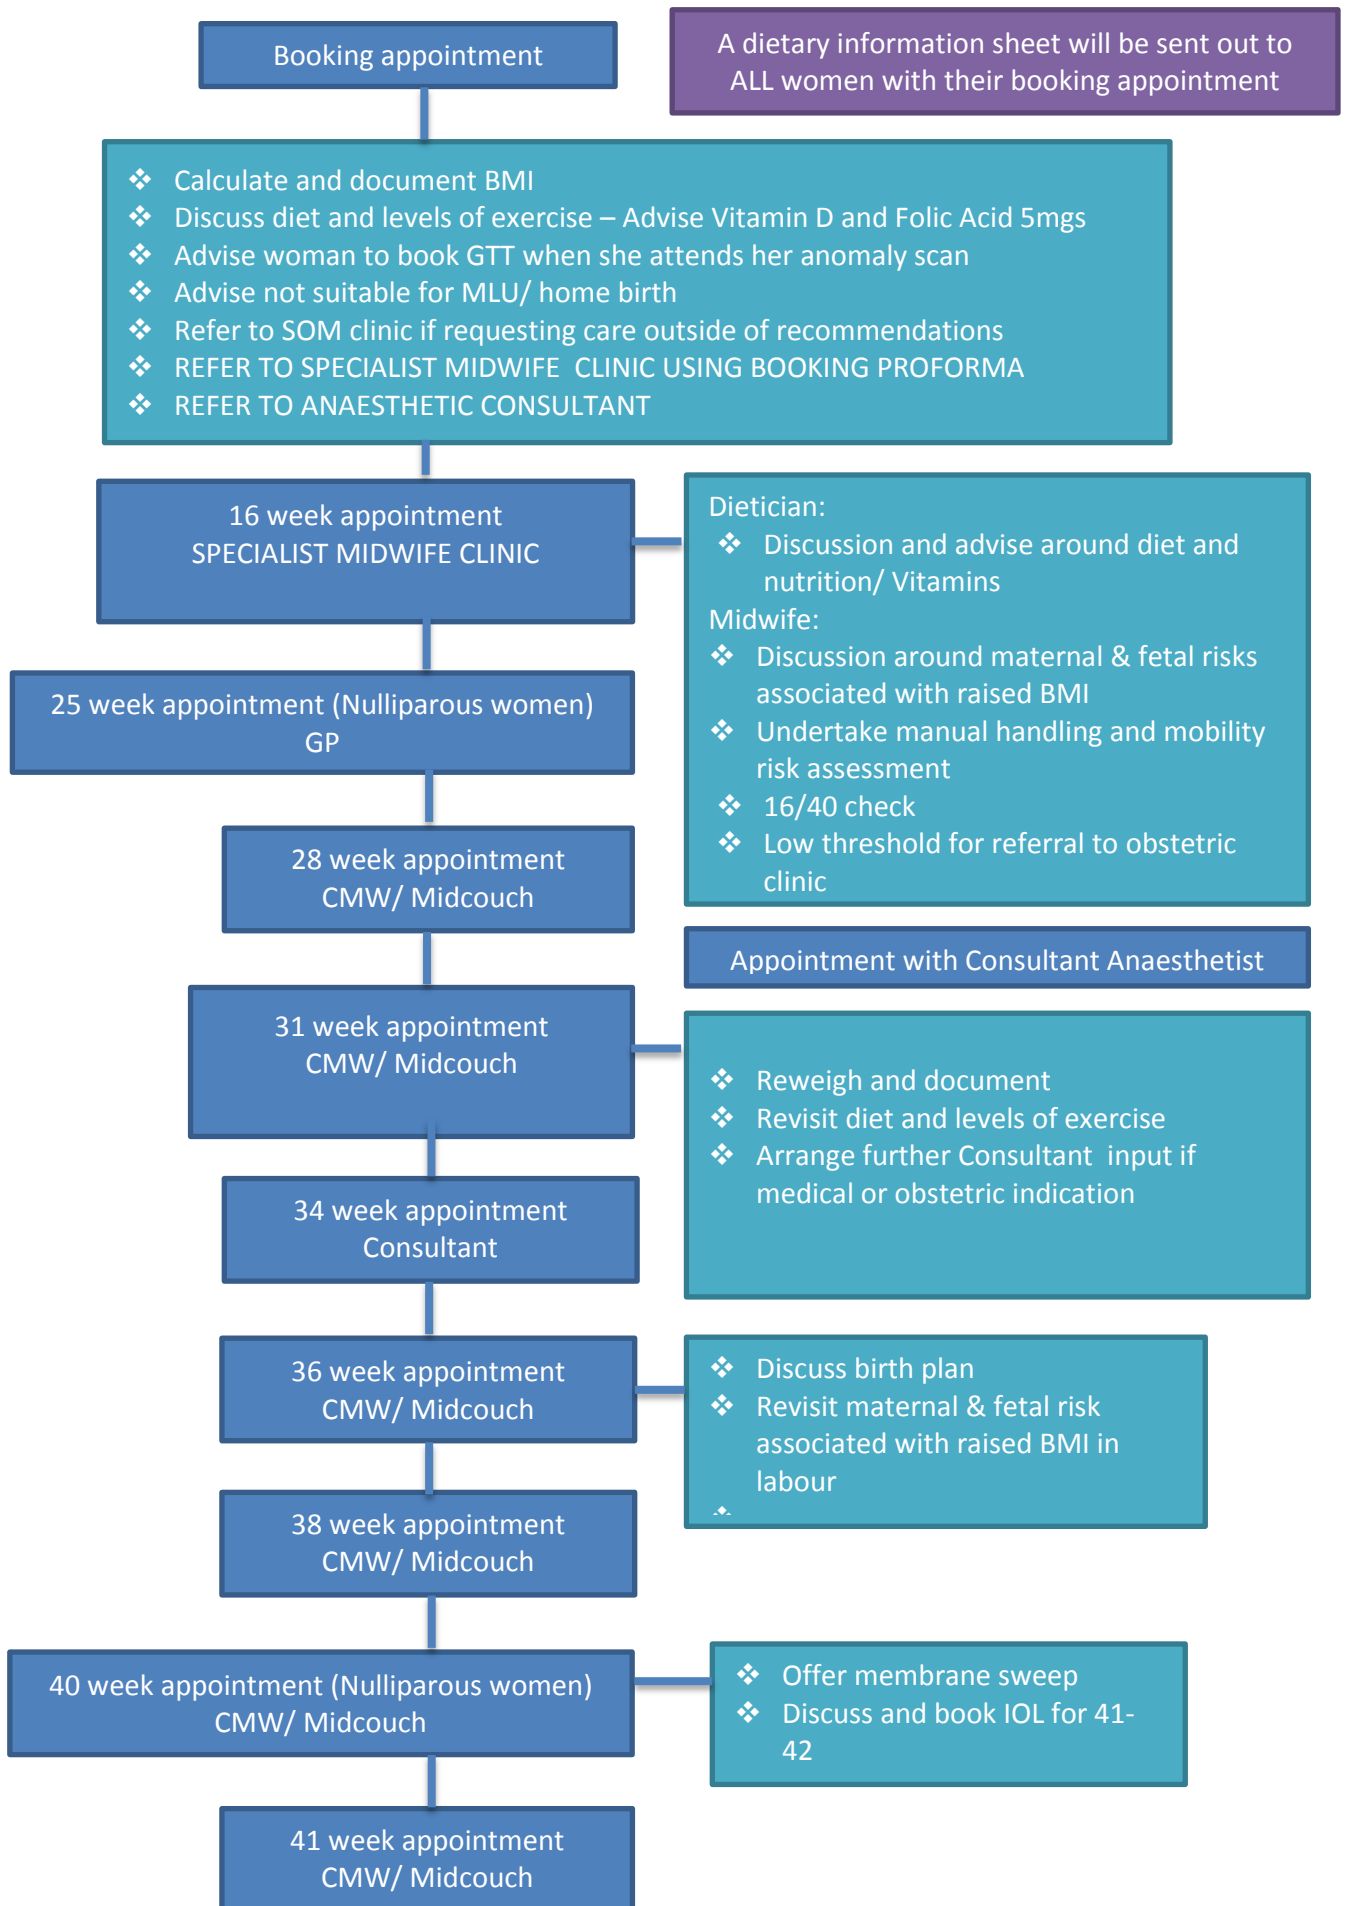 Booking appointment
A dietary information sheet will be sent out to
ALL women with their booking appointment
❖ Calculate and document BMI
❖ Discuss diet and levels of exercise – Advise Vitamin D and Folic Acid 5mgs
❖ Advise woman to book GTT when she attends her anomaly scan
❖ Advise not suitable for MLU/ home birth
❖ Refer to SOM clinic if requesting care outside of recommendations
❖ REFER TO SPECIALIST MIDWIFE  CLINIC USING BOOKING PROFORMA
❖ REFER TO ANAESTHETIC CONSULTANT
16 week appointment
SPECIALIST MIDWIFE CLINIC
Dietician:
❖ Discussion and advise around diet and
nutrition/ Vitamins
Midwife:
❖ Discussion around maternal & fetal risks
associated with raised BMI
❖ Undertake manual handling and mobility
risk assessment
❖ 16/40 check
❖ Low threshold for referral to obstetric
clinic
25 week appointment (Nulliparous women)
GP
28 week appointment
CMW/ Midcouch
Appointment with Consultant Anaesthetist
31 week appointment
CMW/ Midcouch
❖ Reweigh and document
❖ Revisit diet and levels of exercise
❖ Arrange further Consultant  input if
medical or obstetric indication
34 week appointment
Consultant
36 week appointment
CMW/ Midcouch
❖ Discuss birth plan
❖ Revisit maternal & fetal risk
associated with raised BMI in
labour
38 week appointment
CMW/ Midcouch
40 week appointment (Nulliparous women)
CMW/ Midcouch
❖ Offer membrane sweep
❖ Discuss and book IOL for 41-
42
41 week appointment
CMW/ Midcouch